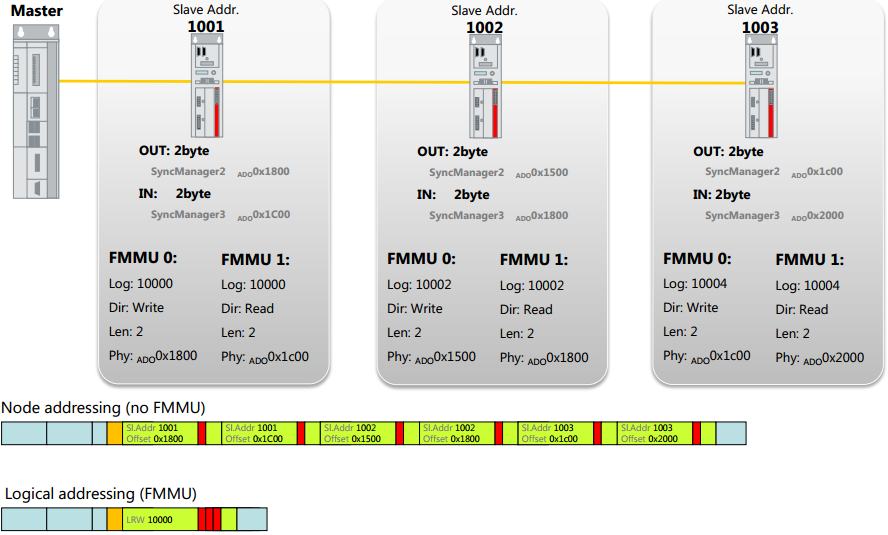 Master
Slave Addr.
1001
OUT: 2byte
SyncManager2 ADO0x1800
IN: 2byte
SyncManager3 ADO0x1C00
FMMU 0:
Log: 10000
Dir: Write
Len: 2
Phy: ADO0x1800
FMMU 1:
Log: 10000
Dir: Read
Len: 2
Phy: ADO0x1c00
Slave Addr.
1002
OUT: 2byte
SyncManager2 ADO0x1500
IN: 2byte
SyncManager3 ADO0x1800
FMMU 0:
Log: 10002
Dir: Write
Len: 2
Phy: ADO0x1500
FMMU 1:
Log: 10002
Dir: Read
Len: 2
Phy: ADO0x1800
Slave Addr.
1003
OUT: 2byte
SyncManager2 ADO0x1c00
IN: 2byte
SyncManager3 ADO0x2000
FMMU 0:
Log: 10004
Dir: Write
Len: 2
Phy: ADO0x1c00
FMMU 1:
Log: 10004
Dir: Read
Len: 2
Phy: ADO0x2000
Node addressing (no FMMU)
Sl.Addr 1001
Offset 0x1800
Sl.Addr 1001
Offset 0x1C00
Sl.Addr 1002
Offset 0x1500
Sl.Addr 1002
Offset 0x1800
Sl.Addr 1003
Offset 0x1c00
Sl.Addr 1003
Offset 0x2000
Logical addressing (FMMU)
LRW 10000